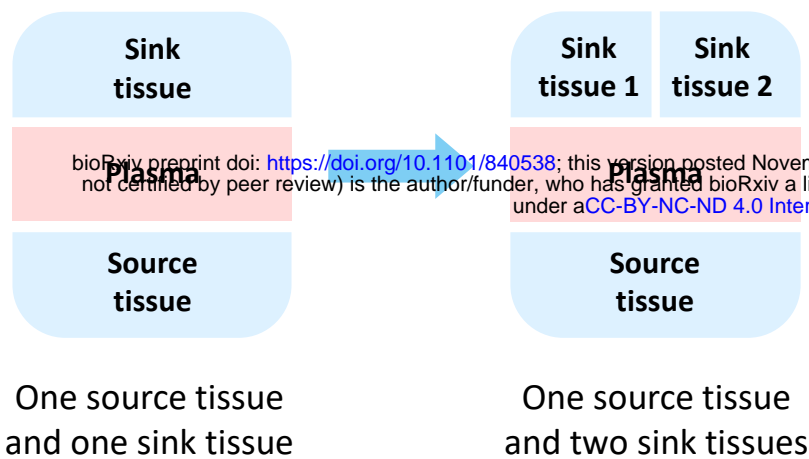 Sink
tissue
Sink
tissue 1
Sink
tissue 2
Plasma
Plasma
bioRxiv preprint doi: https://doi.org/10.1101/840538; this version posted Novem
not certified by peer review) is the author/funder, who has granted bioRxiv a li
under aCC-BY-NC-ND 4.0 Inter
Source
tissue
Source
tissue
One source tissue
and one sink tissue
One source tissue
and two sink tissues